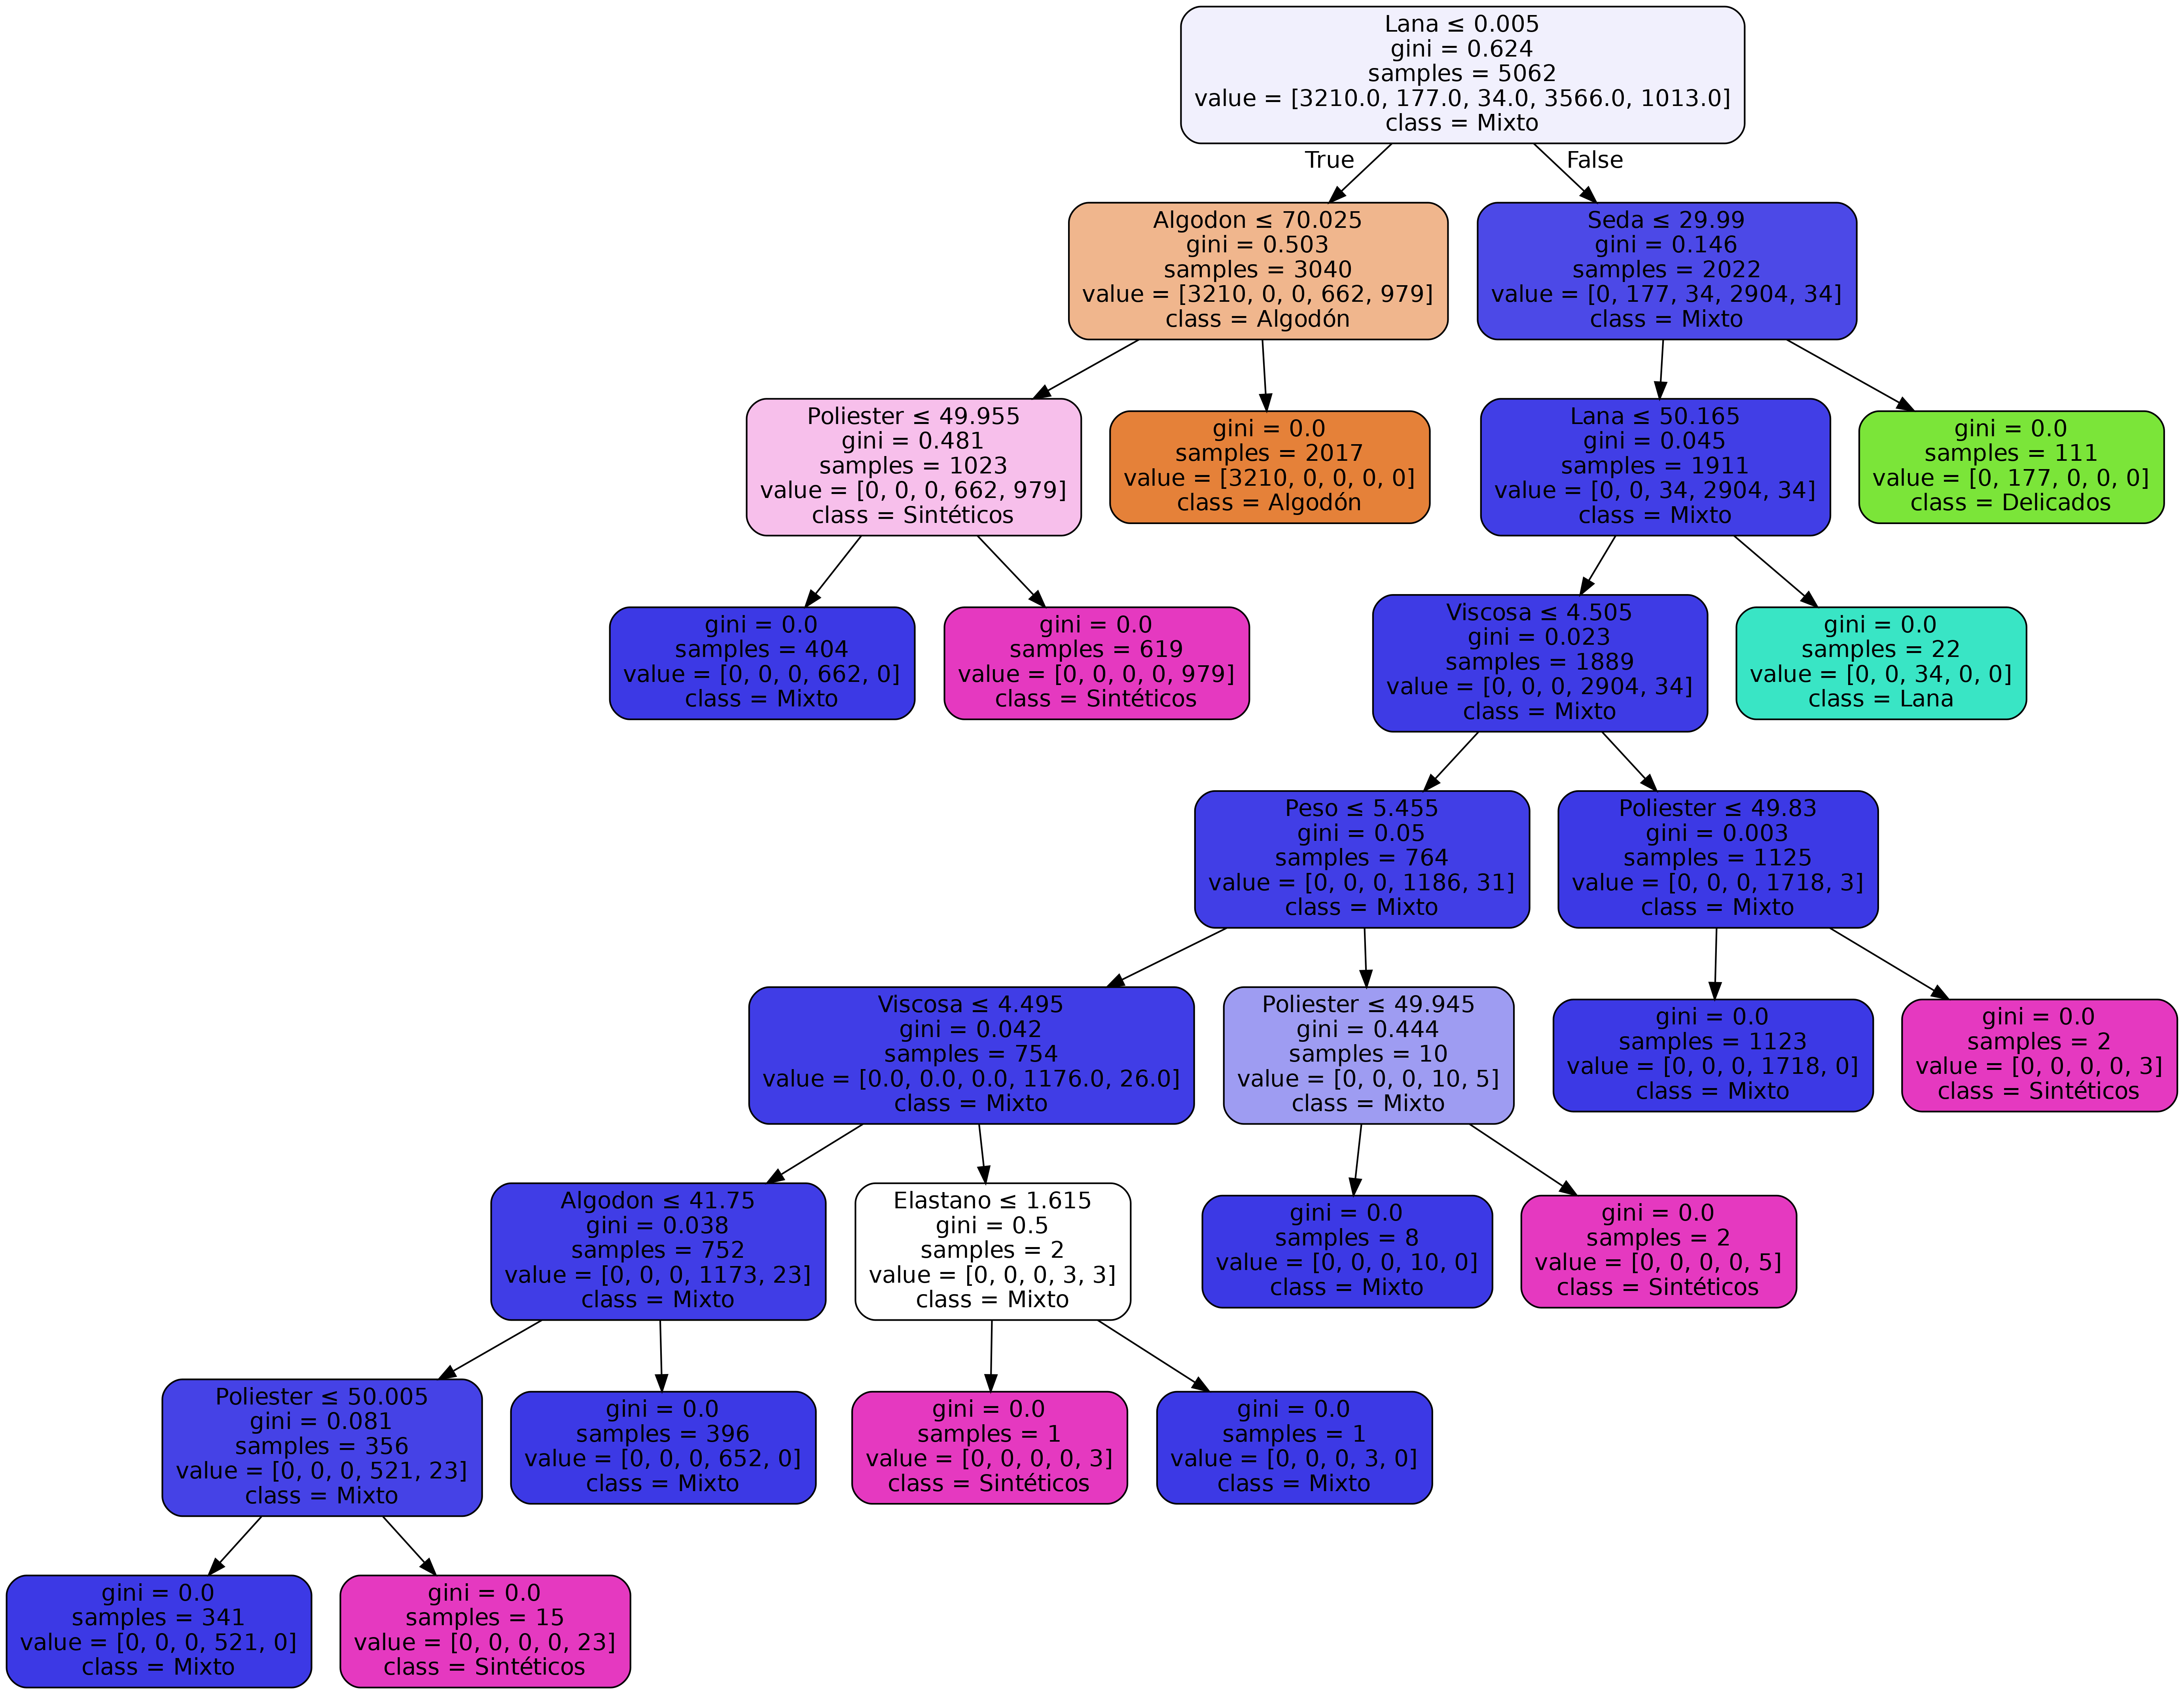 Lana ≤ 0.005
gini = 0.624
samples = 5062
value = [3210.0, 177.0, 34.0, 3566.0, 1013.0]
class = Mixto
True
False
Algodon ≤ 70.025
gini = 0.503
samples = 3040
value = [3210, 0, 0, 662, 979]
class = Algodón
Seda ≤ 29.99
gini = 0.146
samples = 2022
value = [0, 177, 34, 2904, 34]
class = Mixto
Poliester ≤ 49.955
gini = 0.481
samples = 1023
value = [0, 0, 0, 662, 979]
class = Sintéticos
gini = 0.0
samples = 2017
value = [3210, 0, 0, 0, 0]
class = Algodón
Lana ≤ 50.165
gini = 0.045
samples = 1911
value = [0, 0, 34, 2904, 34]
class = Mixto
gini = 0.0
samples = 111
value = [0, 177, 0, 0, 0]
class = Delicados
gini = 0.0
samples = 404
value = [0, 0, 0, 662, 0]
class = Mixto
gini = 0.0
samples = 619
value = [0, 0, 0, 0, 979]
class = Sintéticos
Viscosa ≤ 4.505
gini = 0.023
samples = 1889
value = [0, 0, 0, 2904, 34]
class = Mixto
gini = 0.0
samples = 22
value = [0, 0, 34, 0, 0]
class = Lana
Peso ≤ 5.455
gini = 0.05
samples = 764
value = [0, 0, 0, 1186, 31]
class = Mixto
Poliester ≤ 49.83
gini = 0.003
samples = 1125
value = [0, 0, 0, 1718, 3]
class = Mixto
Viscosa ≤ 4.495
gini = 0.042
samples = 754
value = [0.0, 0.0, 0.0, 1176.0, 26.0]
class = Mixto
Poliester ≤ 49.945
gini = 0.444
samples = 10
value = [0, 0, 0, 10, 5]
class = Mixto
gini = 0.0
samples = 1123
value = [0, 0, 0, 1718, 0]
class = Mixto
gini = 0.0
samples = 2
value = [0, 0, 0, 0, 3]
class = Sintéticos
Algodon ≤ 41.75
gini = 0.038
samples = 752
value = [0, 0, 0, 1173, 23]
class = Mixto
Elastano ≤ 1.615
gini = 0.5
samples = 2
value = [0, 0, 0, 3, 3]
class = Mixto
gini = 0.0
samples = 8
value = [0, 0, 0, 10, 0]
class = Mixto
gini = 0.0
samples = 2
value = [0, 0, 0, 0, 5]
class = Sintéticos
Poliester ≤ 50.005
gini = 0.081
samples = 356
value = [0, 0, 0, 521, 23]
class = Mixto
gini = 0.0
samples = 396
value = [0, 0, 0, 652, 0]
class = Mixto
gini = 0.0
samples = 1
value = [0, 0, 0, 0, 3]
class = Sintéticos
gini = 0.0
samples = 1
value = [0, 0, 0, 3, 0]
class = Mixto
gini = 0.0
samples = 341
value = [0, 0, 0, 521, 0]
class = Mixto
gini = 0.0
samples = 15
value = [0, 0, 0, 0, 23]
class = Sintéticos